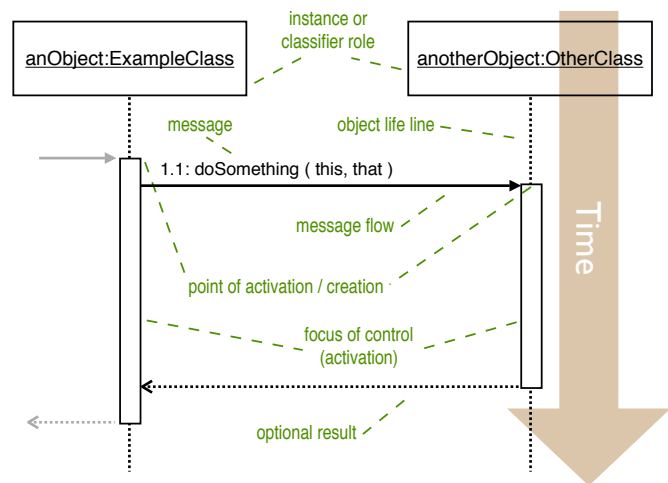 instance or
classifier role
anObject:ExampleClass
anotherObject:OtherClass
message
object life line
1.1: doSomething ( this, that )
message flow
Time
point of activation / creation
focus of control
(activation)
optional result